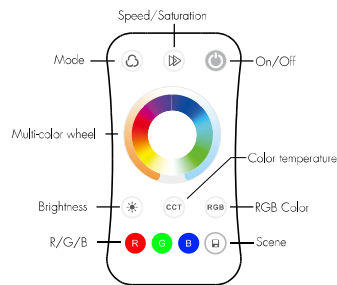 Speed/Saturation
Mode
On/Off
Multi-color wheel
Color temperature
Brightness
CCT
RGB
RGB Color
R/G/B
R
G
B
Scene